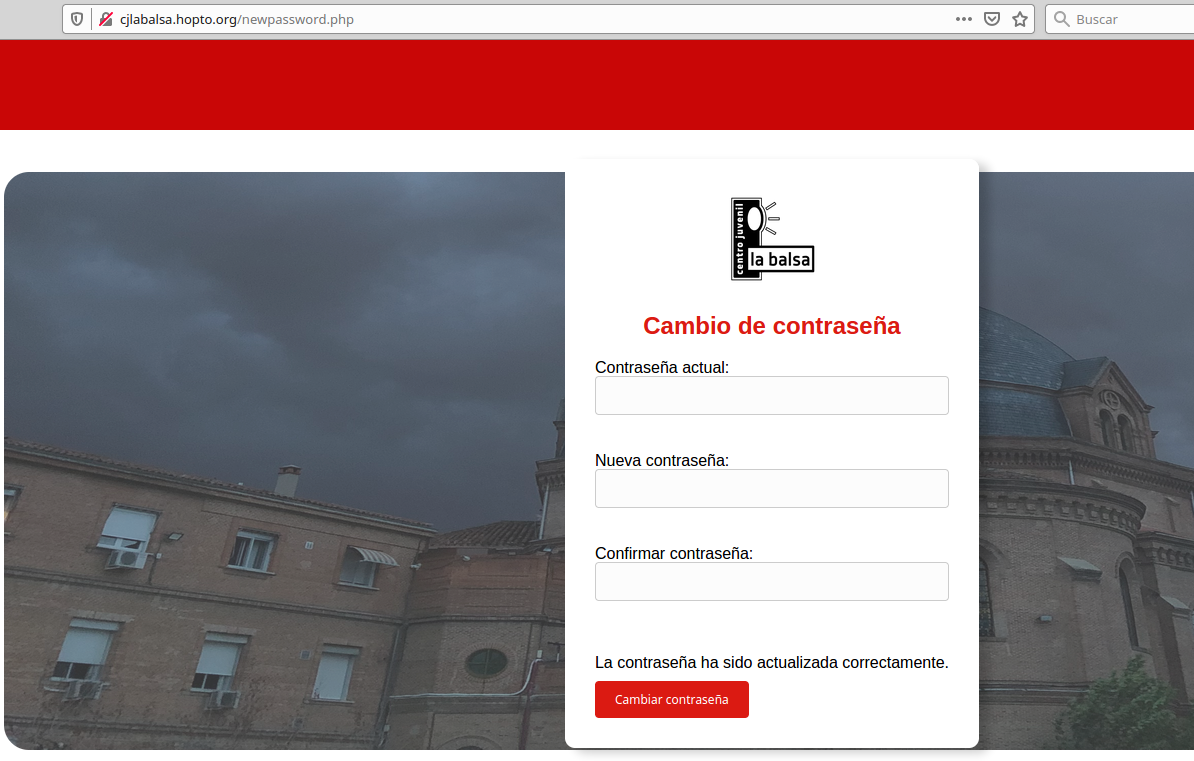 cjlabalsa.hopto.org/newpassword.php
Buscar
centro juvenil
la balsa
Cambio de contraseña
Contraseña actual:
Nueva contraseña:
Confirmar contraseña:
La contraseña ha sido actualizada correctamente.
Cambiar contraseña